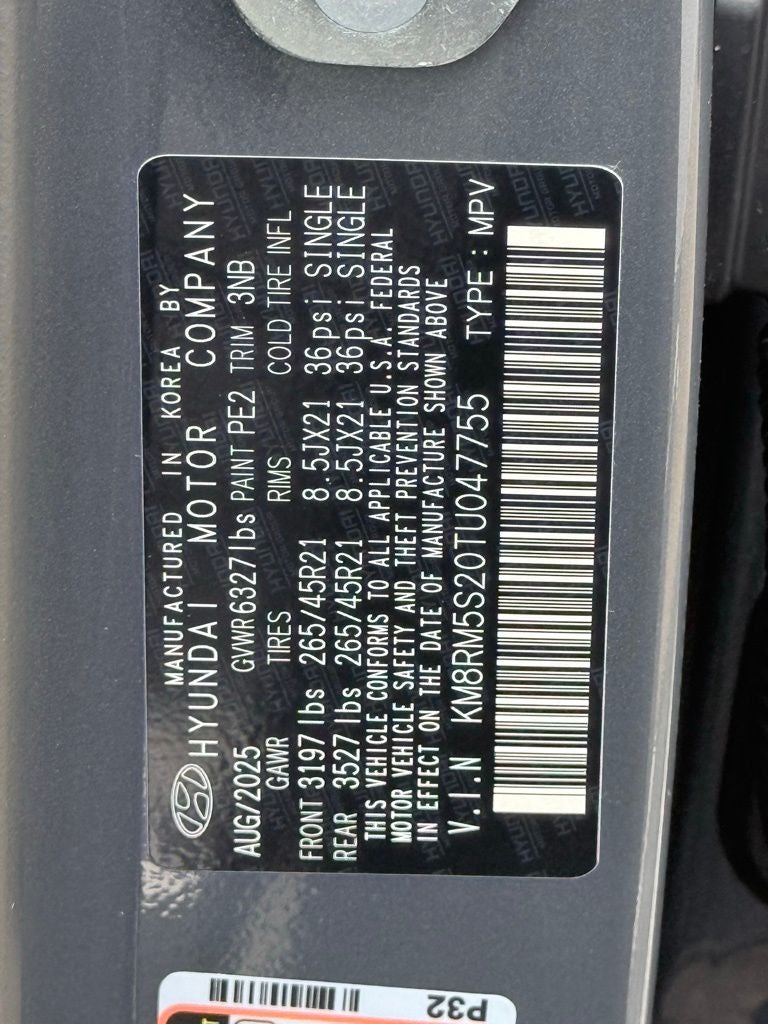 MANUFACTURED IN KOREA BY
HYUNDAI MOTOR COMPANY
AUG/2025 GVWR6327lbs PAINT PE2 TRIM 3NB
GAWR TIRES RIMS COLD TIRE INFL
FRONT 3197 lbs 265/45R21 8.5JX21 36psi SINGLE
REAR 3527 lbs 265/45R21 8.5JX21 36psi SINGLE
THIS VEHICLE CONFORMS TO ALL APPLICABLE U.S.A. FEDERAL
MOTOR VEHICLE SAFETY AND THEFT PREVENTION STANDARDS
IN EFFECT ON THE DATE OF MANUFACTURE SHOWN ABOVE
V.I.N KM8RM5S20TU047755 TYPE : MPV
P32